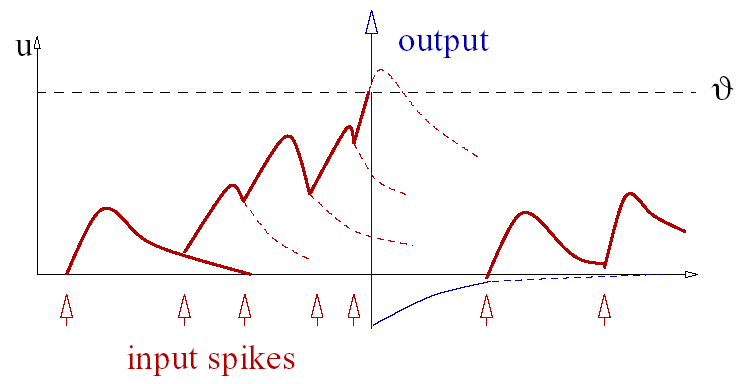 u
output
ϑ
input spikes